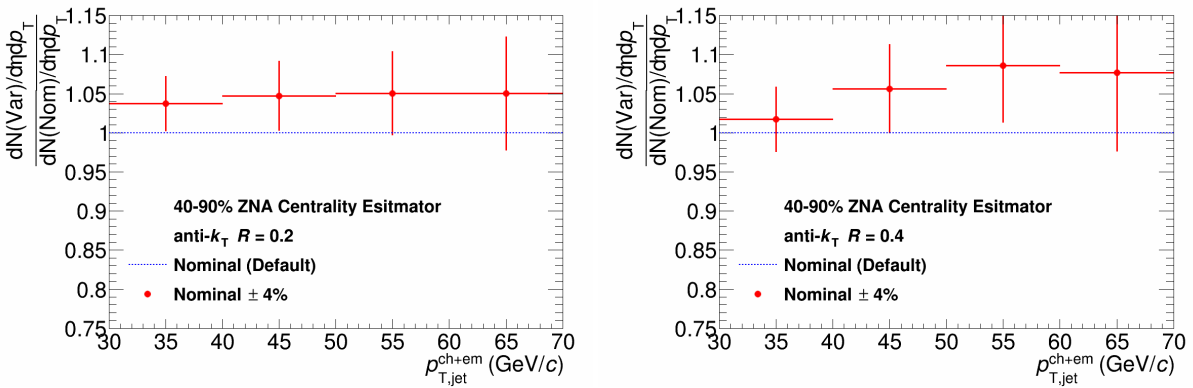 dN(Var)/dηdp_T
dN(Nom)/dηdp_T
1.15
1.1
1.05
1
0.95
0.9
0.85
0.8
0.75
40-90% ZNA Centrality Esitmator
anti-k_T R = 0.2
Nominal (Default)
Nominal ± 4%
30 35 40 45 50 55 60 65 70
p_T,jet^ch+em (GeV/c)
dN(Var)/dηdp_T
dN(Nom)/dηdp_T
1.15
1.1
1.05
1
0.95
0.9
0.85
0.8
0.75
40-90% ZNA Centrality Esitmator
anti-k_T R = 0.4
Nominal (Default)
Nominal ± 4%
30 35 40 45 50 55 60 65 70
p_T,jet^ch+em (GeV/c)